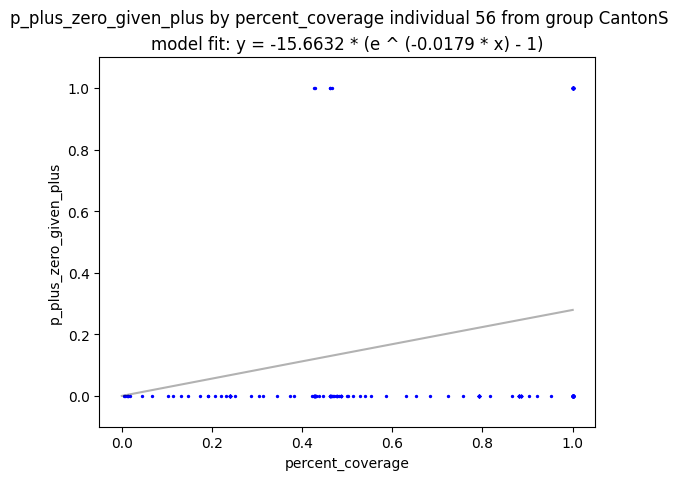 p_plus_zero_given_plus by percent_coverage individual 56 from group CantonS
model fit: y = -15.6632 * (e ^ (-0.0179 * x) - 1)
1.0
0.8
0.6
0.4
0.2
0.0
p_plus_zero_given_plus
0.0 0.2 0.4 0.6 0.8 1.0
percent_coverage